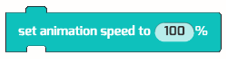 set animation speed to 100 %